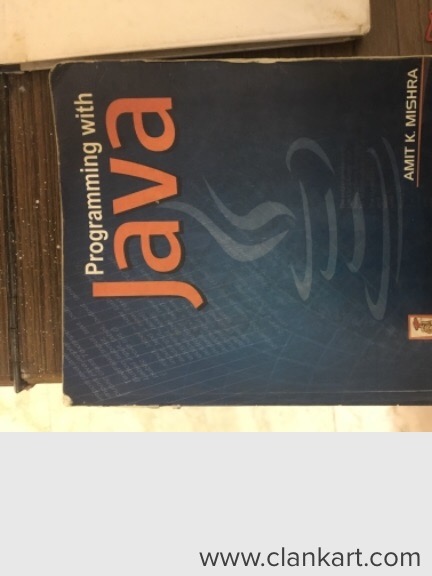 Programming with
Java
AMIT K. MISHRA
www.clankart.com